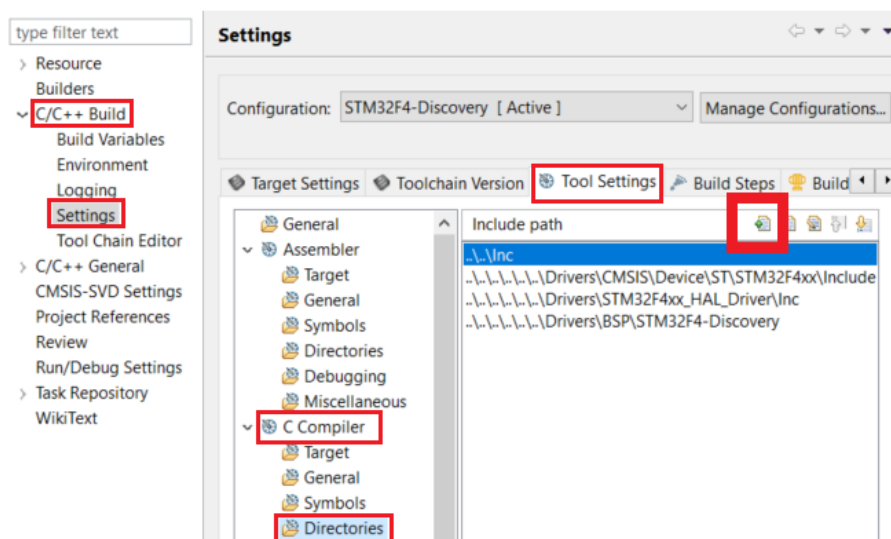 type filter text
Resource
Builders
C/C++ Build
Build Variables
Environment
Logging
Settings
Tool Chain Editor
C/C++ General
CMSIS-SVD Settings
Project References
Review
Run/Debug Settings
Task Repository
WikiText
Settings
Configuration: STM32F4-Discovery [ Active ] Manage Configurations...
Target Settings Toolchain Version Tool Settings Build Steps Build
General
Assembler
Target
General
Symbols
Directories
Debugging
Miscellaneous
C Compiler
Target
General
Symbols
Directories
Include path
..\..\Inc
..\..\..\..\..\..\Drivers\CMSIS\Device\ST\STM32F4xx\Include
..\..\..\..\..\..\Drivers\STM32F4xx_HAL_Driver\Inc
..\..\..\..\..\..\Drivers\BSP\STM32F4-Discovery